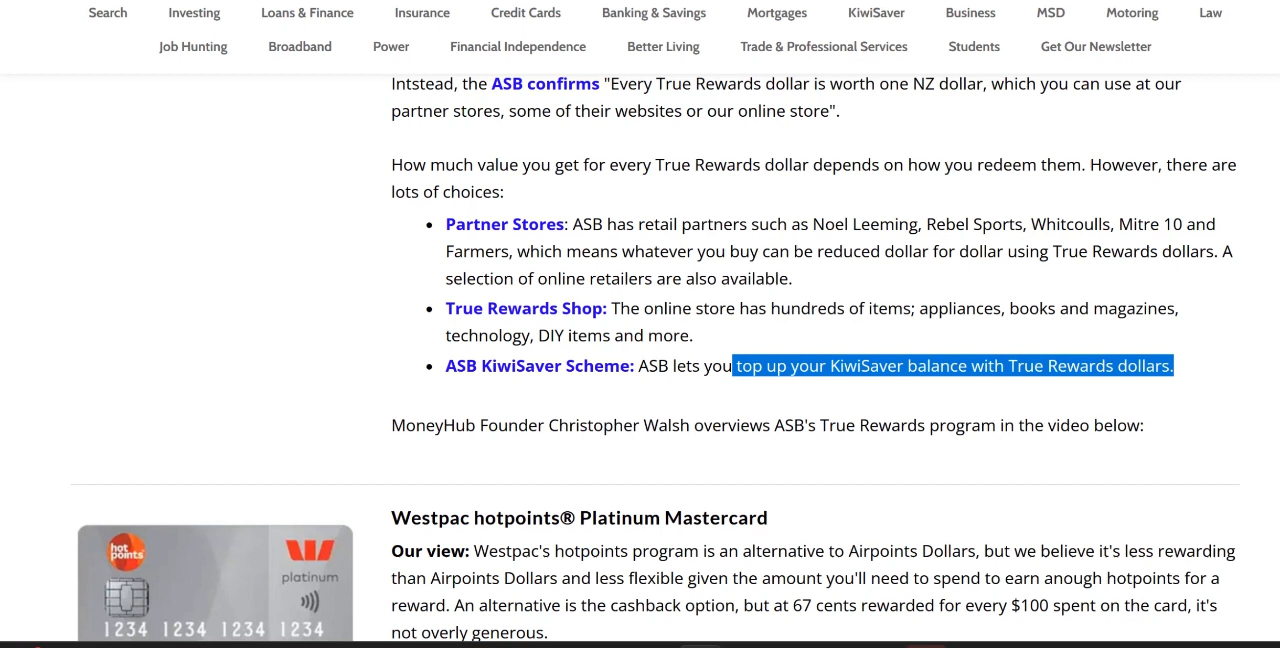 Search Investing Loans & Finance Insurance Credit Cards Banking & Savings Mortgages KiwiSaver Business MSD Motoring Law
Job Hunting Broadband Power Financial Independence Better Living Trade & Professional Services Students Get Our Newsletter
Intstead, the ASB confirms "Every True Rewards dollar is worth one NZ dollar, which you can use at our
partner stores, some of their websites or our online store".
How much value you get for every True Rewards dollar depends on how you redeem them. However, there are
lots of choices:
• Partner Stores: ASB has retail partners such as Noel Leeming, Rebel Sports, Whitcoulls, Mitre 10 and
Farmers, which means whatever you buy can be reduced dollar for dollar using True Rewards dollars. A
selection of online retailers are also available.
• True Rewards Shop: The online store has hundreds of items; appliances, books and magazines,
technology, DIY items and more.
• ASB KiwiSaver Scheme: ASB lets you top up your KiwiSaver balance with True Rewards dollars.
MoneyHub Founder Christopher Walsh overviews ASB's True Rewards program in the video below:
hot
points
platinum
1234 1234 1234 1234
Westpac hotpoints® Platinum Mastercard
Our view: Westpac's hotpoints program is an alternative to Airpoints Dollars, but we believe it's less rewarding
than Airpoints Dollars and less flexible given the amount you'll need to spend to earn anough hotpoints for a
reward. An alternative is the cashback option, but at 67 cents rewarded for every $100 spent on the card, it's
not overly generous.